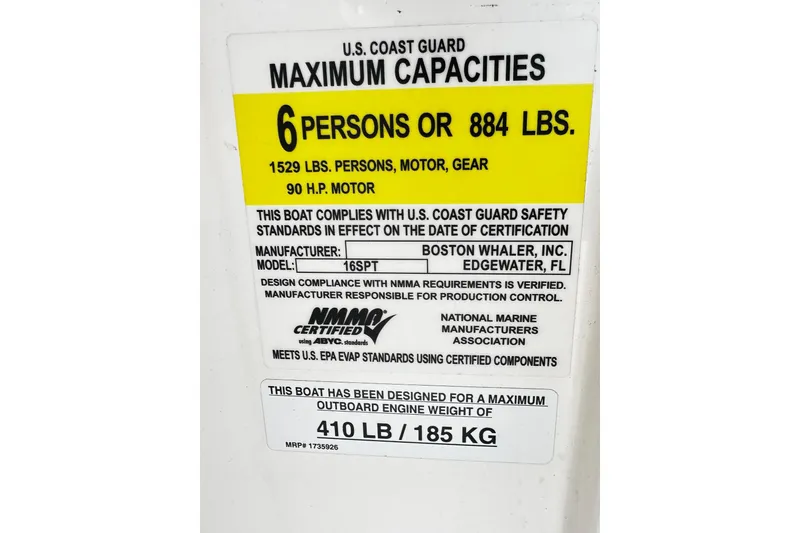 U.S. COAST GUARD
MAXIMUM CAPACITIES
6 PERSONS OR 884 LBS.
1529 LBS. PERSONS, MOTOR, GEAR
90 H.P. MOTOR
THIS BOAT COMPLIES WITH U.S. COAST GUARD SAFETY
STANDARDS IN EFFECT ON THE DATE OF CERTIFICATION
MANUFACTURER: BOSTON WHALER, INC.
MODEL: 16SPT EDGEWATER, FL
DESIGN COMPLIANCE WITH NMMA REQUIREMENTS IS VERIFIED.
MANUFACTURER RESPONSIBLE FOR PRODUCTION CONTROL.
NMMA
CERTIFIED
using ABYC. standards
NATIONAL MARINE
MANUFACTURERS
ASSOCIATION
MEETS U.S. EPA EVAP STANDARDS USING CERTIFIED COMPONENTS
THIS BOAT HAS BEEN DESIGNED FOR A MAXIMUM
OUTBOARD ENGINE WEIGHT OF
410 LB / 185 KG
MRP# 1735926